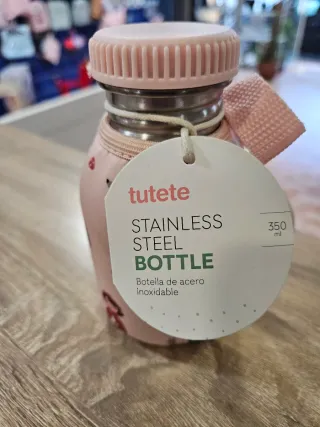 tutete
STAINLESS
STEEL
BOTTLE
350
ml
Botella de acero
inoxidable